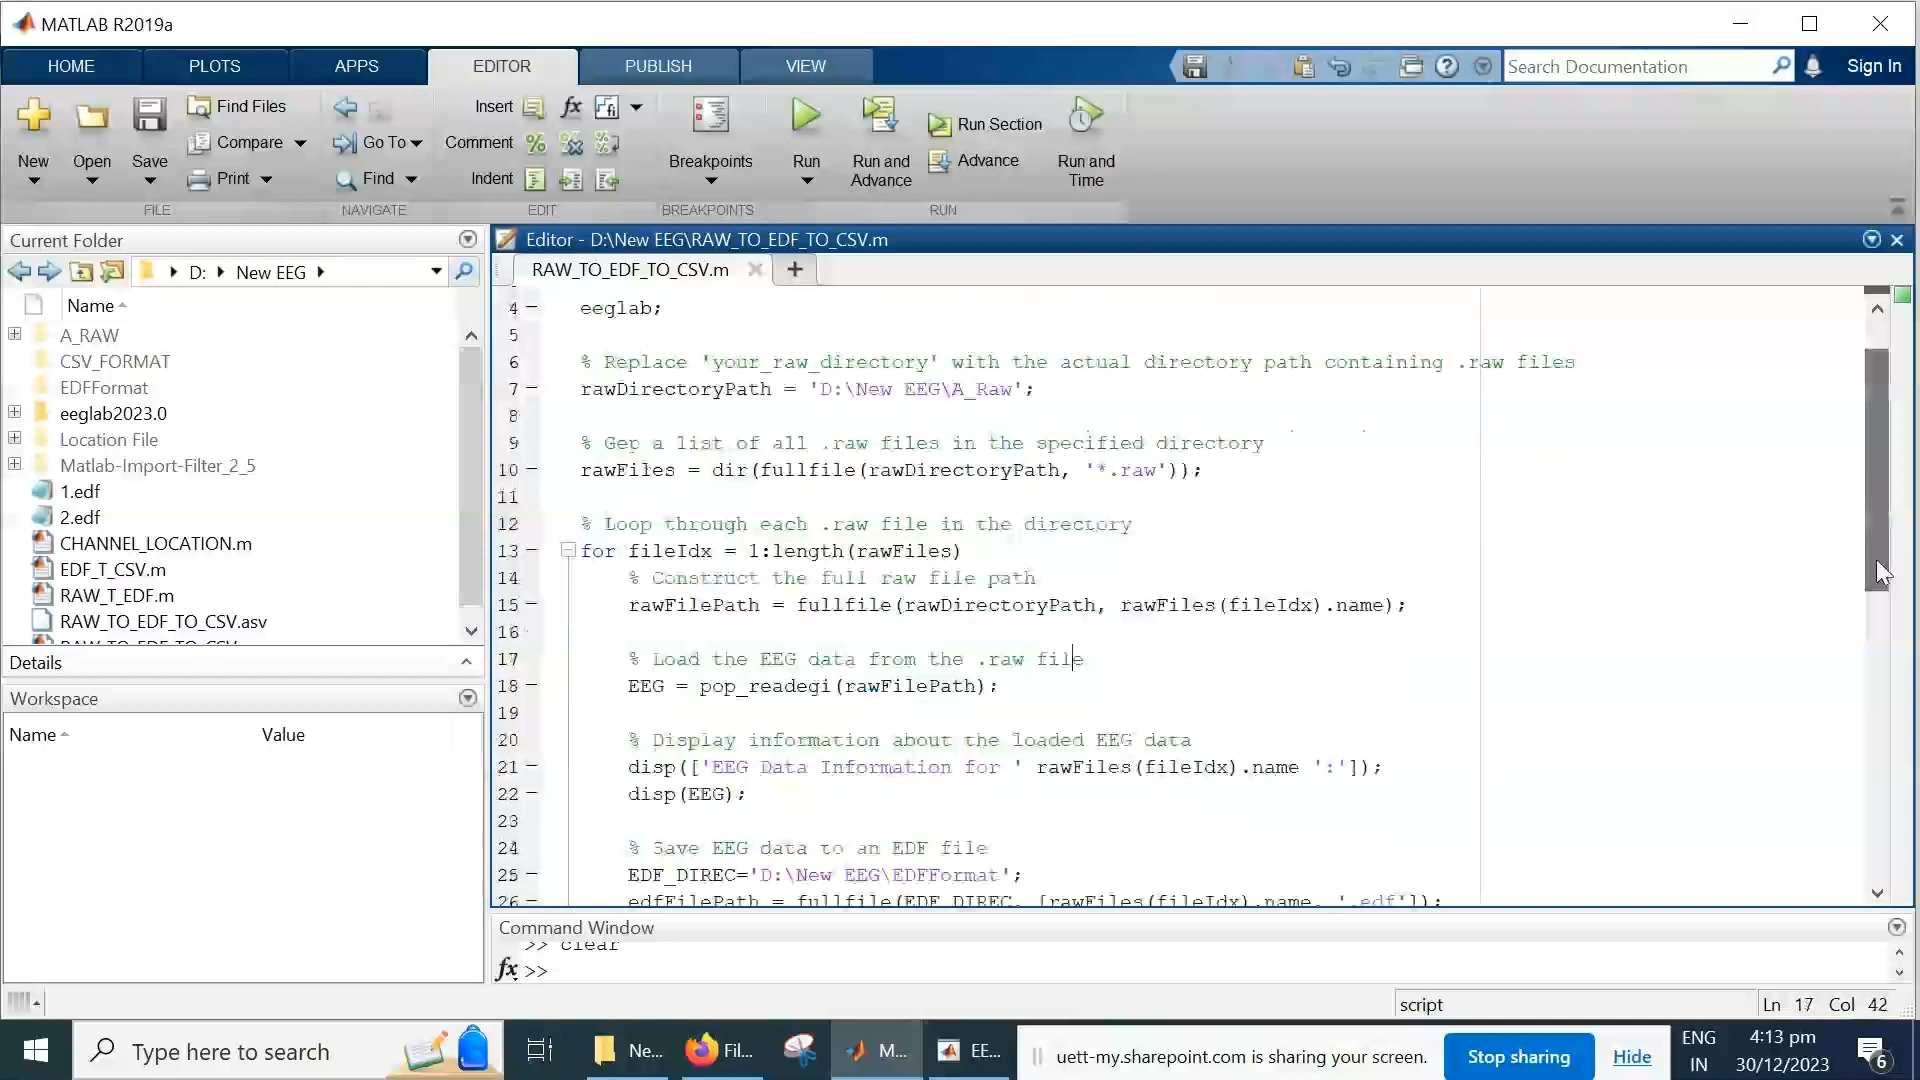 MATLAB R2019a
HOME PLOTS APPS EDITOR PUBLISH VIEW Search Documentation Sign In
New Open Save Find Files Compare Print
FILE
Go To Find
NAVIGATE
Insert fx
Comment
Indent
EDIT
Breakpoints
BREAKPOINTS
Run Run and Advance Run Section Advance Run and Time
RUN
Current Folder
D: New EEG
Name
A_RAW
CSV_FORMAT
EDFFormat
eeglab2023.0
Location File
Matlab-Import-Filter_2_5
1.edf
2.edf
CHANNEL_LOCATION.m
EDF_T_CSV.m
RAW_T_EDF.m
RAW_TO_EDF_TO_CSV.asv
Details
Workspace
Name Value
Editor - D:\New EEG\RAW_TO_EDF_TO_CSV.m
RAW_TO_EDF_TO_CSV.m
4 eeglab;
5
6 % Replace 'your_raw_directory' with the actual directory path containing .raw files
7 rawDirectoryPath = 'D:\New EEG\A_Raw';
8
9 % Gep a list of all .raw files in the specified directory
10 rawFiles = dir(fullfile(rawDirectoryPath, '*.raw'));
11
12 % Loop through each .raw file in the directory
13 for fileIdx = 1:length(rawFiles)
14 % Construct the full raw file path
15 rawFilePath = fullfile(rawDirectoryPath, rawFiles(fileIdx).name);
16
17 % Load the EEG data from the .raw file
18 EEG = pop_readegi(rawFilePath);
19
20 % Display information about the loaded EEG data
21 disp(['EEG Data Information for ' rawFiles(fileIdx).name ':']);
22 disp(EEG);
23
24 % Save EEG data to an EDF file
25 EDF_DIREC='D:\New EEG\EDFFormat';
26 edfFilePath = fullfile(EDF_DIREC, [rawFiles(fileIdx).name, '.edf']);
Command Window
>> clear
fx >>
script Ln 17 Col 42
Type here to search
Ne... Fil... M... EE...
uett-my.sharepoint.com is sharing your screen. Stop sharing Hide
ENG IN
4:13 pm
30/12/2023
6